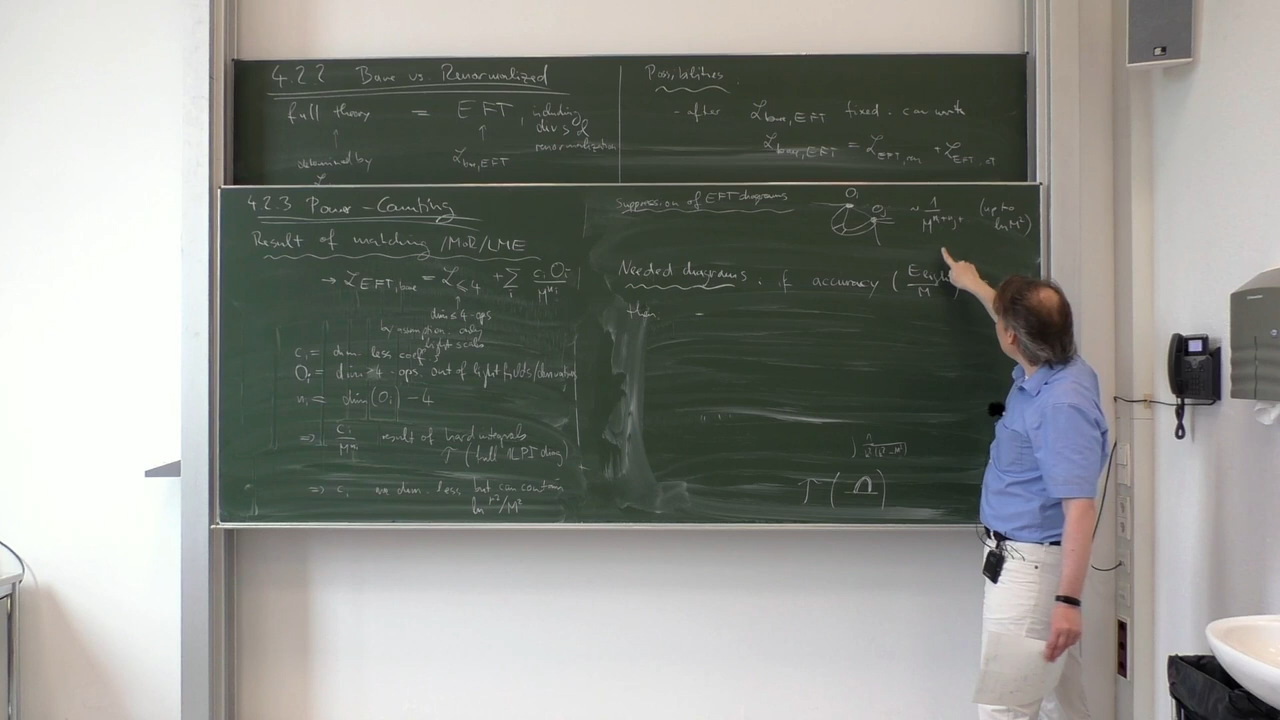 4.2.2 Bare vs. Renormalized
full theory = EFT, including divs & renormalization
determined by L_bare,EFT
Possibilities
- after L_bare,EFT fixed. can write
L_bare,EFT = L_EFT,ren + L_EFT,ct
4.2.3 Power-Counting
Result of matching /MoR/LME
→ L_EFT,bare = L_≤4 + Σ_i c_i O_i / M^{n_i}
dim ≤ 4 - ops
by assumption only
light scales
c_i = dim. less coeff's
O_i = dim>4 - ops. out of light fields/derivatives
n_i = dim(O_i) - 4
⇒ c_i / M^{n_i} result of hard integrals
T (full 1LPI diag)
⇒ c_i are dim. less but can contain
ln μ²/M²
Suppression of EFT diagrams
O_i
O_j
~ 1 / M^{n_i+n_j+ (up to
ln M²)
Needed diagrams. if accuracy (E_light / M
then -
T ( )